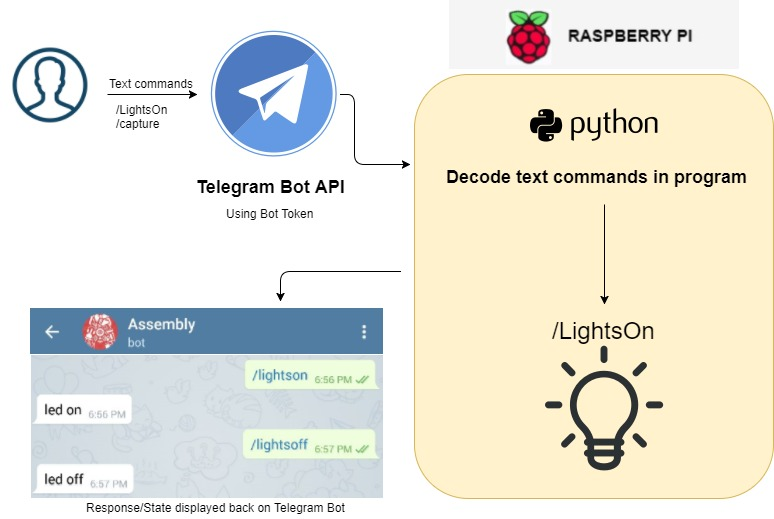 RASPBERRY PI
Text commands
/LightsOn
/capture
python
Telegram Bot API
Using Bot Token
Decode text commands in program
/LightsOn
Assembly
bot
/lightson 6:56 PM
led on 6:56 PM
/lightsoff 6:57 PM
led off 6:57 PM
Response/State displayed back on Telegram Bot